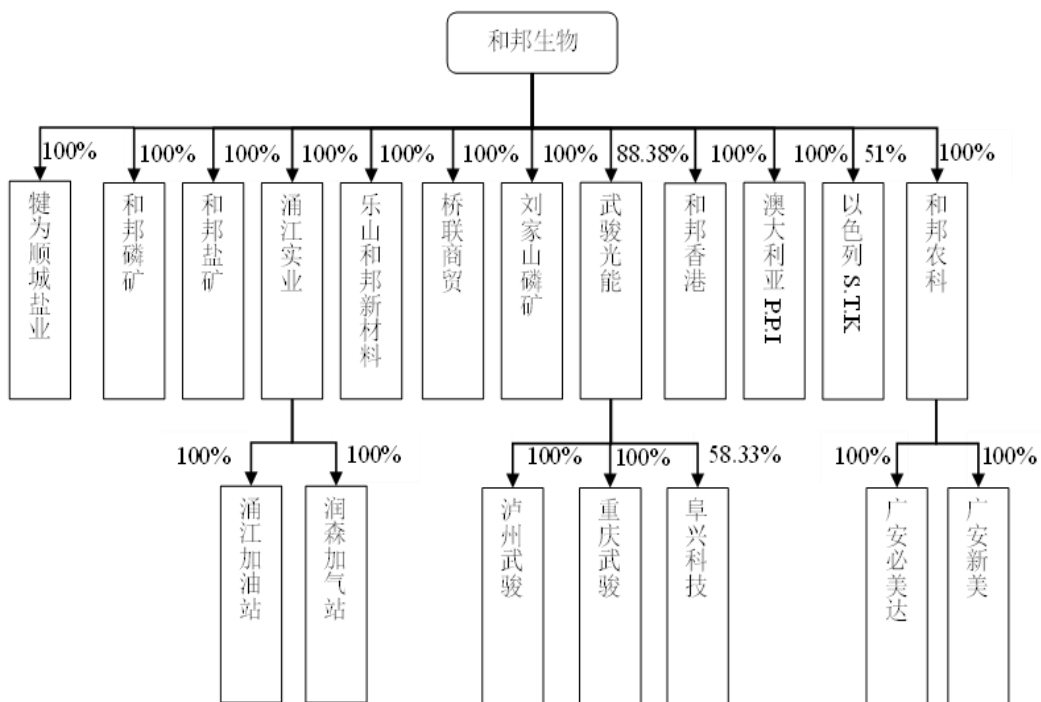 和邦生物
100%
100%
100%
100%
100%
100%
100%
88.38%
100%
100%
51%
100%
犍为顺城盐业
和邦磷矿
和邦盐矿
涌江实业
乐山和邦新材料
桥联商贸
刘家山磷矿
武骏光能
和邦香港
澳大利亚 P.P.I
以色列 S.T.K
和邦农科
100%
100%
100%
100%
58.33%
100%
100%
涌江加油站
润森加气站
泸州武骏
重庆武骏
阜兴科技
广安必美达
广安新美